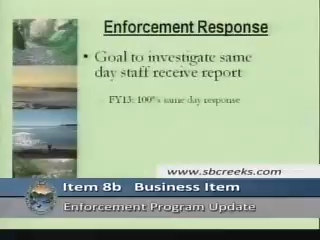 Enforcement Response
• Goal to investigate same
day staff receive report
– FY13: 100% same day response
www.sbcreeks.com
Item 8b Business Item
Enforcement Program Update